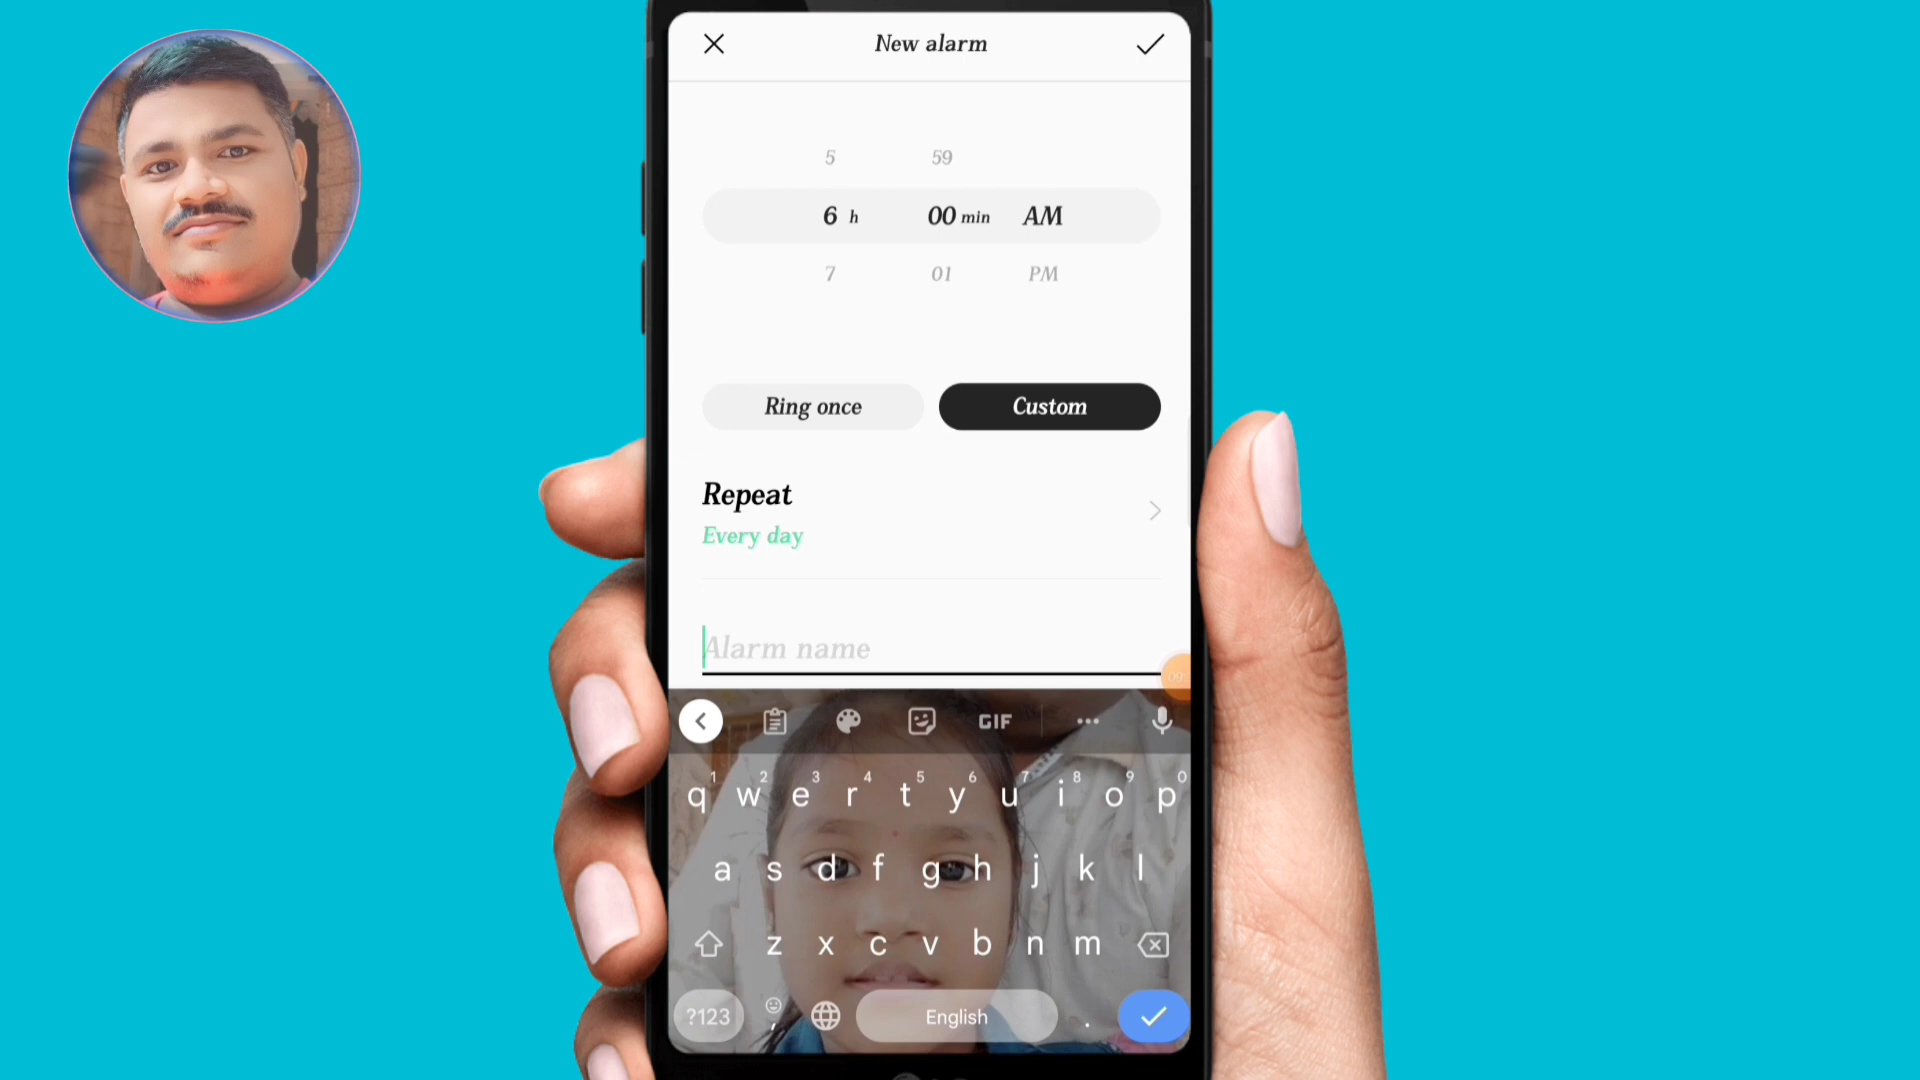 New alarm
5 59
6 h 00 min AM
7 01 PM
Ring once Custom
Repeat
Every day
Alarm name
09
GIF
1 2 3 4 5 6 7 8 9 0
q w e r t y u i o p
a s d f g h j k l
z x c v b n m
?123 , English .